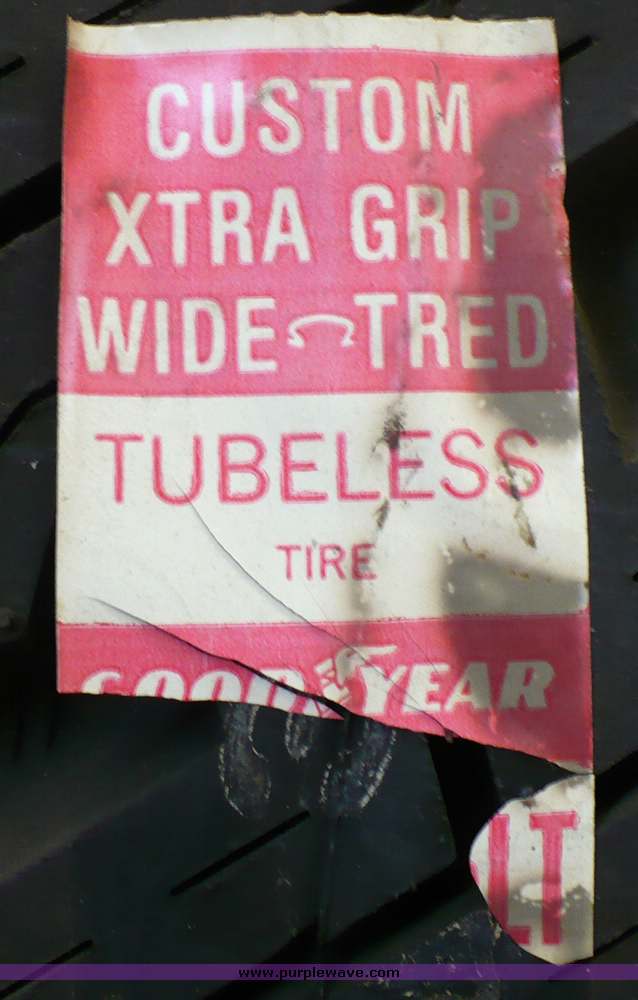 CUSTOM
XTRA GRIP
WIDE TRED
TUBELESS
TIRE
GOODYEAR
LT
www.purplewave.com